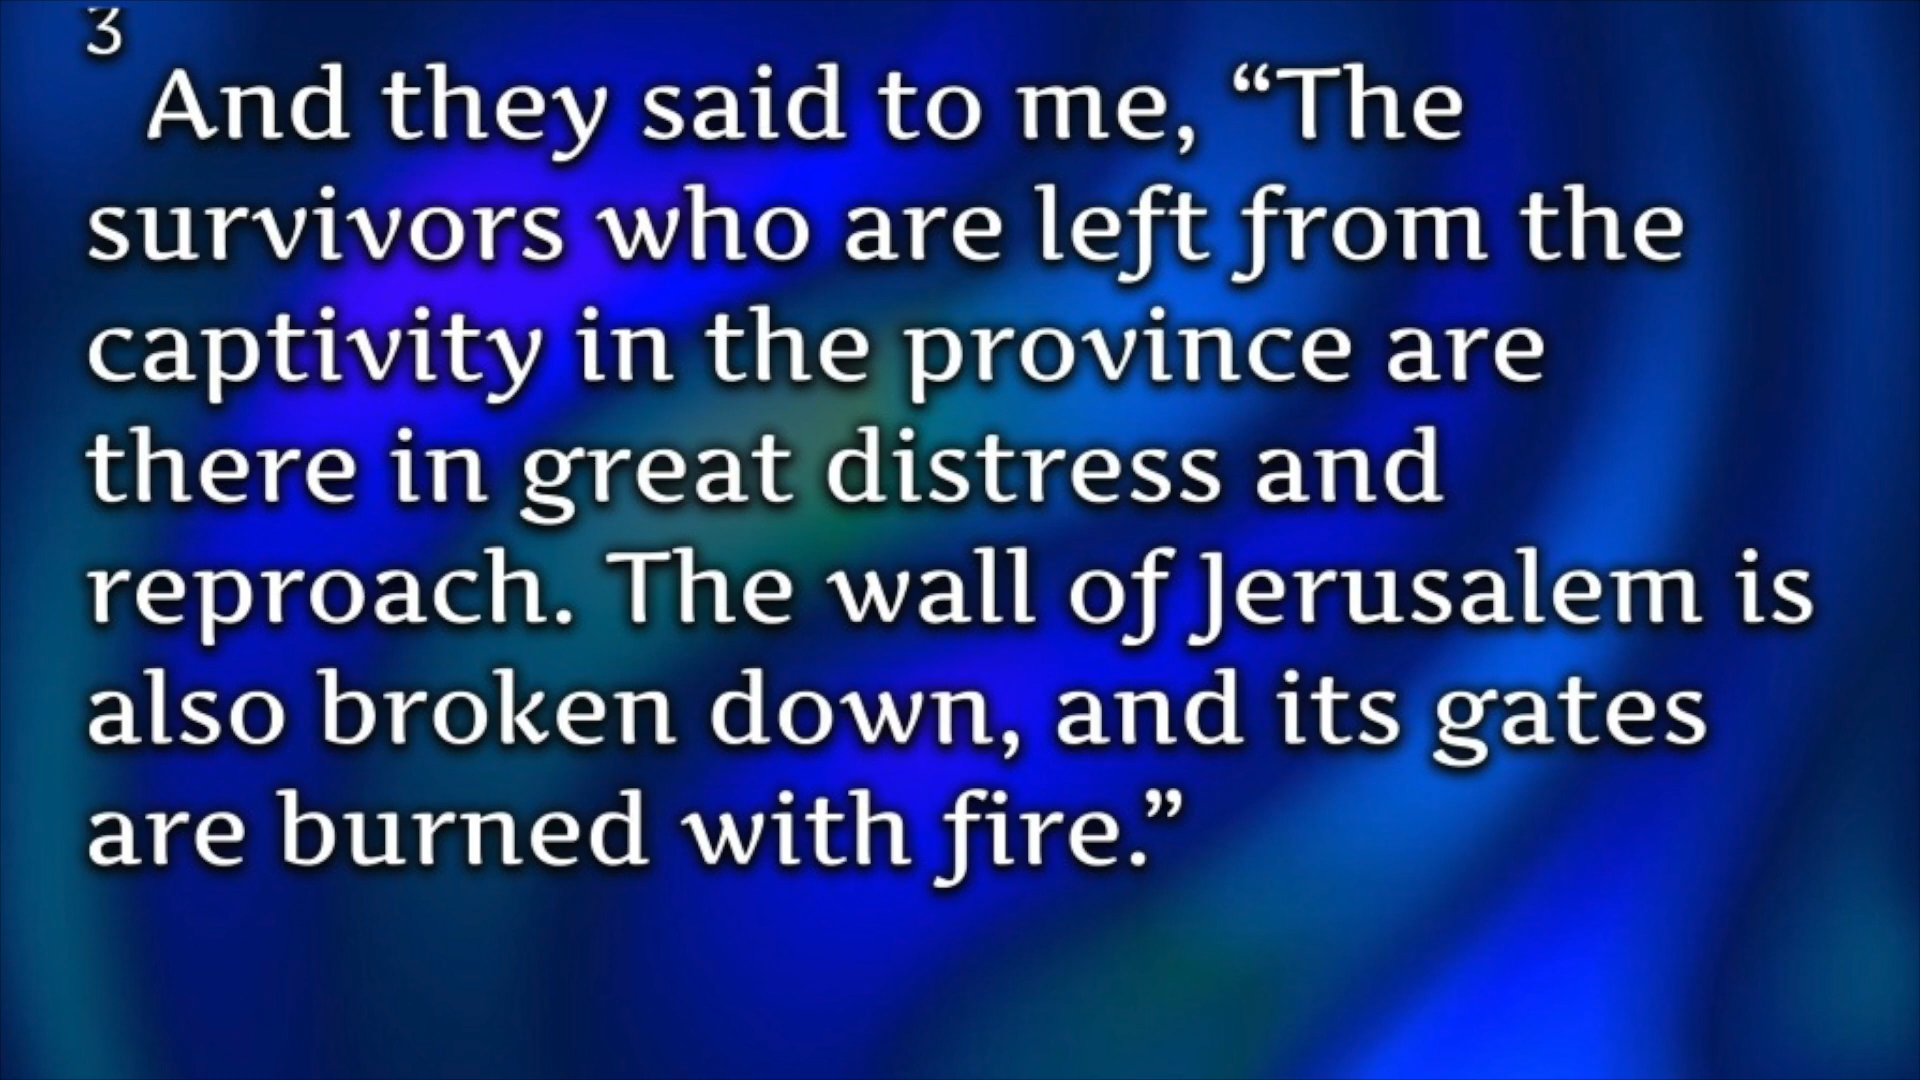 3
And they said to me, “The
survivors who are left from the
captivity in the province are
there in great distress and
reproach. The wall of Jerusalem is
also broken down, and its gates
are burned with fire.”